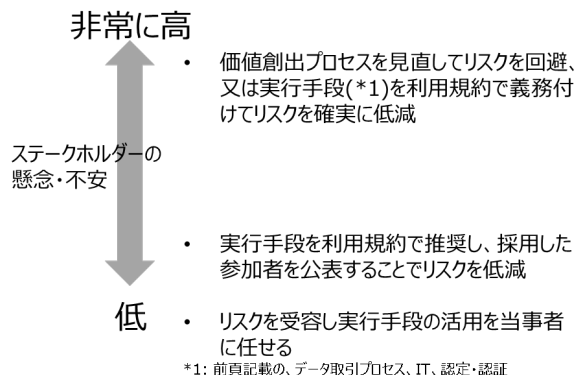 非常に高
• 価値創出プロセスを見直してリスクを回避、
又は実行手段(*1)を利用規約で義務付
けてリスクを確実に低減
ステークホルダーの
懸念・不安
• 実行手段を利用規約で推奨し、採用した
参加者を公表することでリスクを低減
低
• リスクを受容し実行手段の活用を当事者
に任せる
*1: 前頁記載の、データ取引プロセス、IT、認定・認証